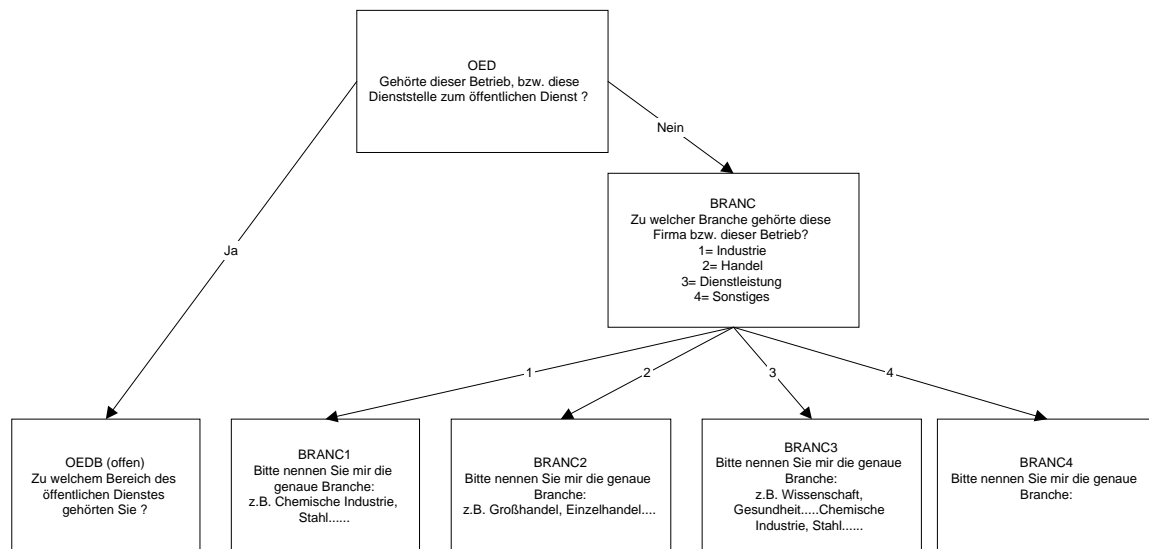 OED
Gehörte dieser Betrieb, bzw. diese
Dienststelle zum öffentlichen Dienst ?
Nein
BRANC
Zu welcher Branche gehörte diese
Firma bzw. dieser Betrieb?
1= Industrie
2= Handel
3= Dienstleistung
4= Sonstiges
Ja
1
2
3
4
OEDB (offen)
Zu welchem Bereich des
öffentlichen Dienstes
gehörten Sie ?
BRANC1
Bitte nennen Sie mir die
genaue Branche:
z.B. Chemische Industrie,
Stahl......
BRANC2
Bitte nennen Sie mir die genaue
Branche:
z.B. Großhandel, Einzelhandel....
BRANC3
Bitte nennen Sie mir die genaue
Branche:
z.B. Wissenschaft,
Gesundheit.....Chemische
Industrie, Stahl......
BRANC4
Bitte nennen Sie mir die genaue
Branche: